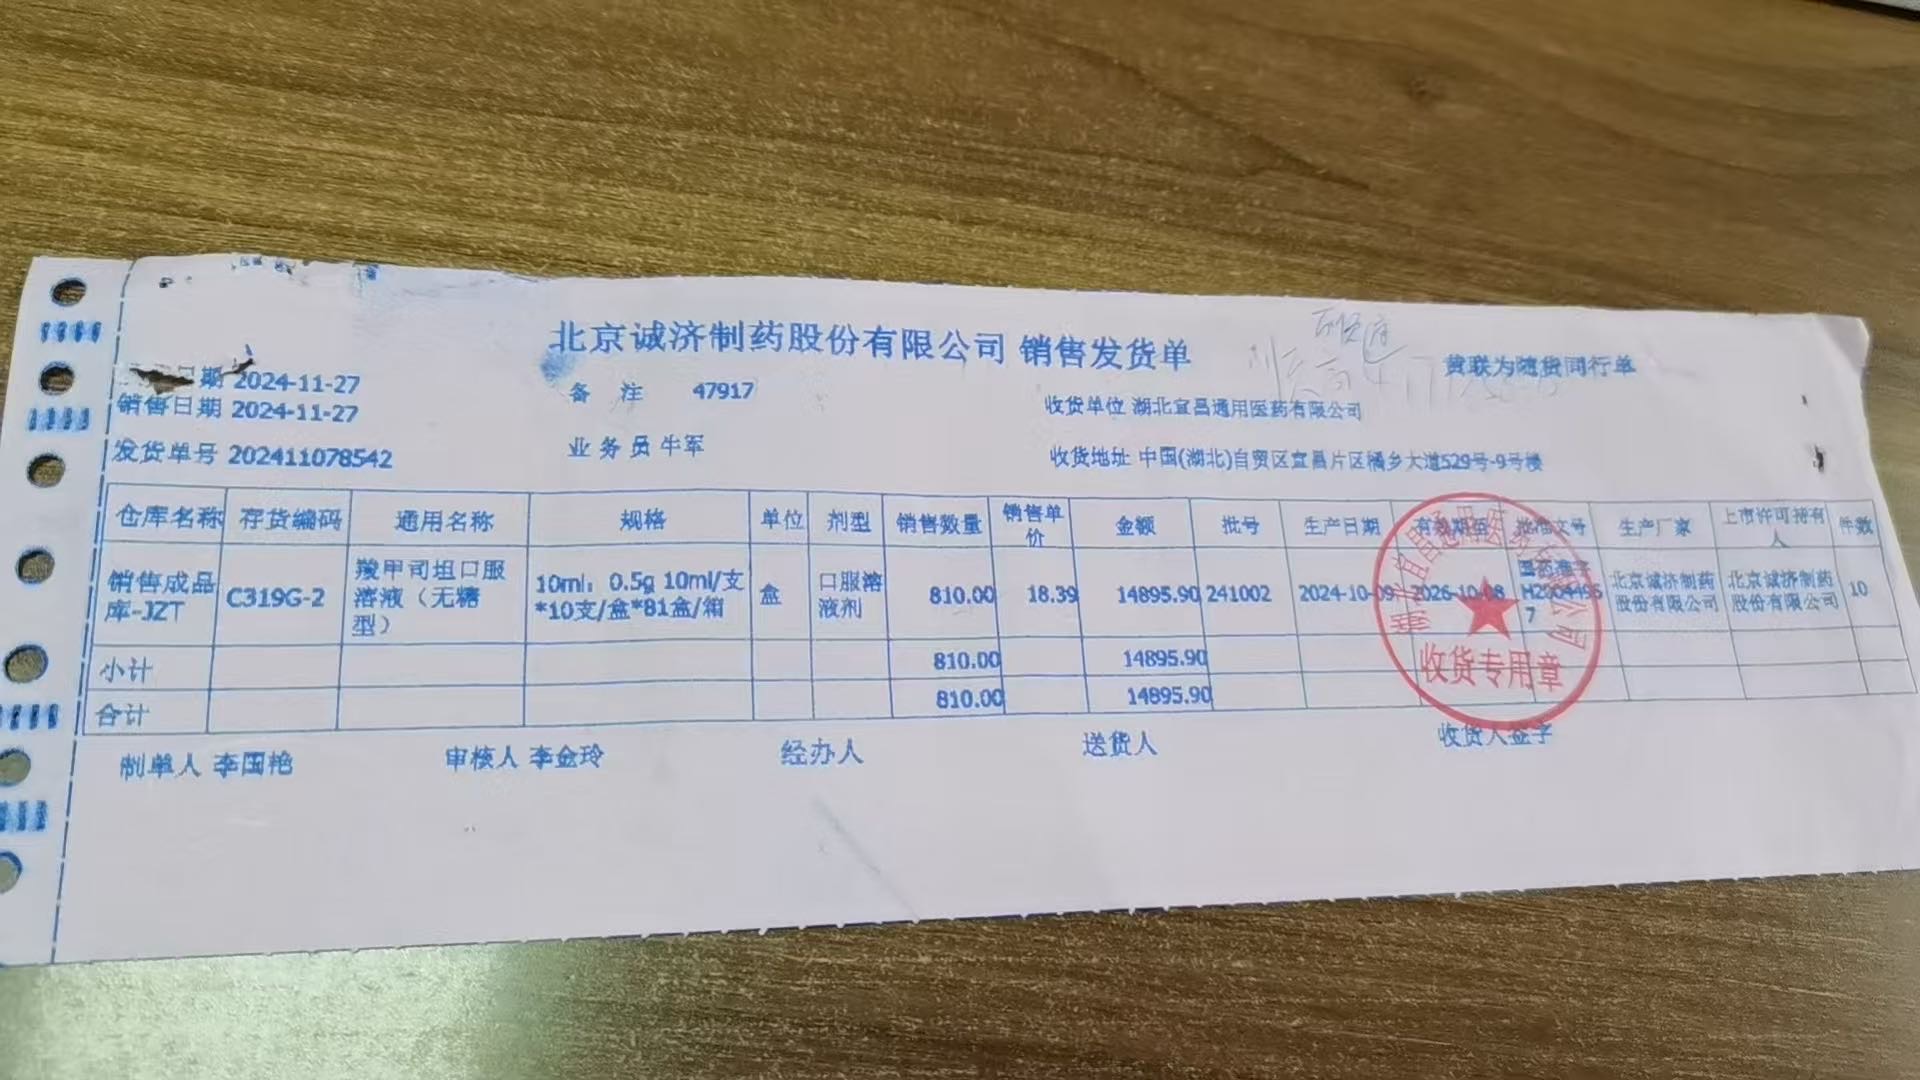 北京诚济制药股份有限公司 销售发货单
黄联为随货同行单
日期 2024-11-27
备 注 47917
销售日期 2024-11-27
收货单位 湖北宜昌通用医药有限公司
发货单号 202411078542
业 务 员 牛军
收货地址 中国(湖北)自贸区宜昌片区橘乡大道529号-9号楼
仓库名称 存货编码 通用名称 规格 单位 剂型 销售数量 销售单价 金额 批号 生产日期 有效期至 批准文号 生产厂家 上市许可持有人 件数
销售成品库-JZT C319G-2 羧甲司坦口服溶液（无糖型） 10ml：0.5g 10ml/支*10支/盒*81盒/箱 盒 口服溶液剂 810.00 18.39 14895.90 241002 2024-10-09 2026-10-08 国药准字 北京诚济制药股份有限公司 北京诚济制药股份有限公司 10
小计 810.00 14895.90
合计 810.00 14895.90
收货专用章
制单人 李国艳 审核人 李金玲 经办人 送货人 收货人签字